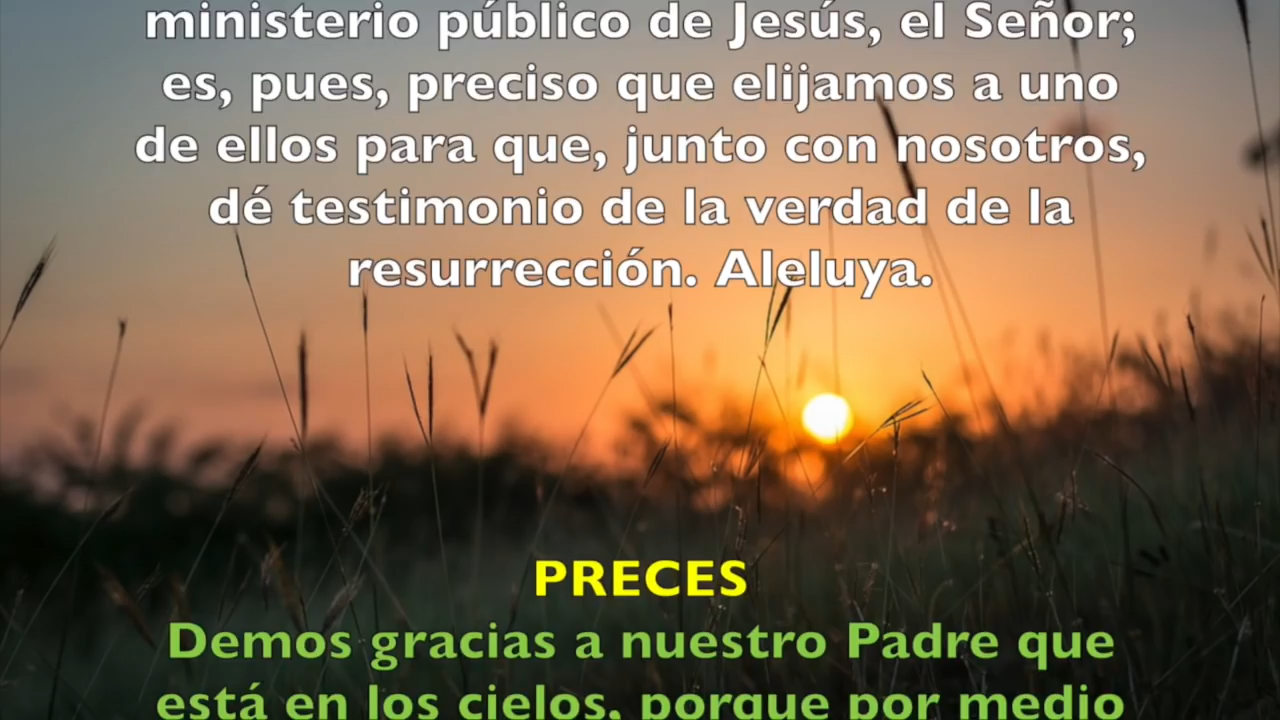 ministerio público de Jesús, el Señor;
es, pues, preciso que elijamos a uno
de ellos para que, junto con nosotros,
dé testimonio de la verdad de la
resurrección. Aleluya.
PRECES
Demos gracias a nuestro Padre que
está en los cielos, porque por medio